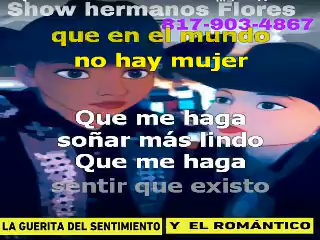 Show hermanos Flores
817-903-4867
que en el mundo
no hay mujer
Que me haga
soñar más lindo
Que me haga
sentir que existo
LA GUERITA DEL SENTIMIENTO Y EL ROMÁNTICO